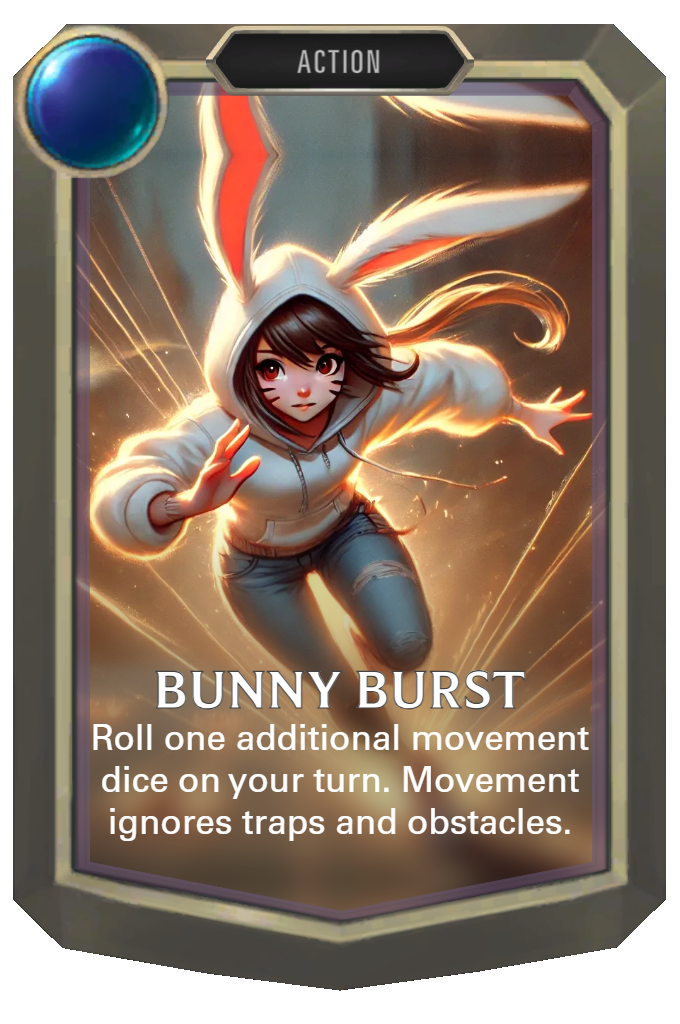 ACTION
BUNNY BURST
Roll one additional movement
dice on your turn. Movement
ignores traps and obstacles.